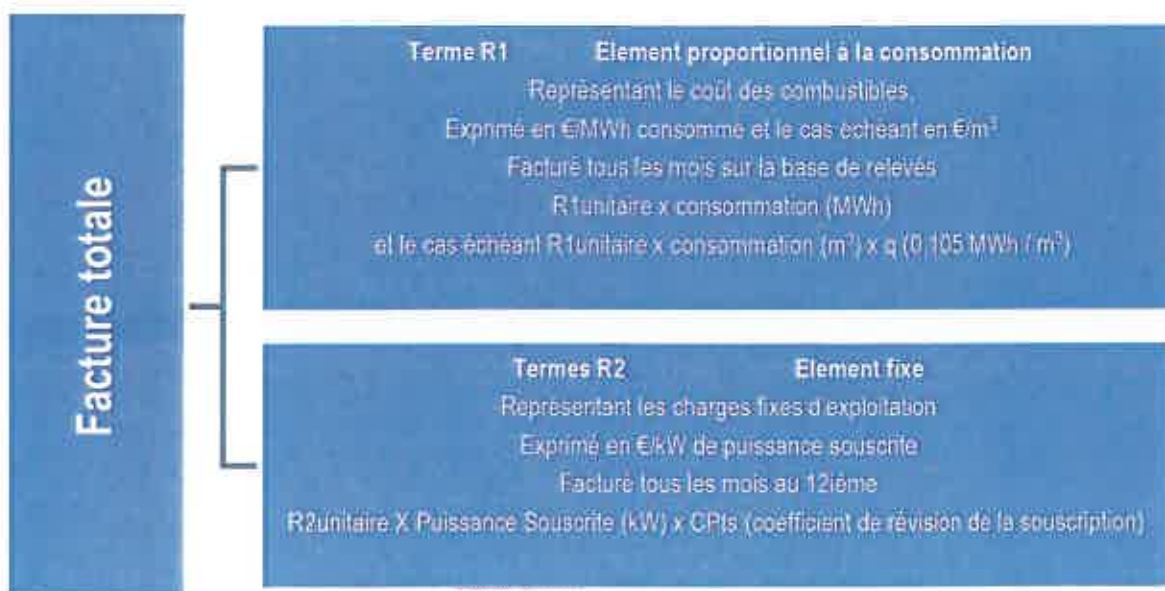 Facture totale
Terme R1 Element proportionnel à la consommation
Représentant le coût des combustibles,
Exprimé en €/MWh consommé et le cas échéant en €/m³
Facturé tous les mois sur la base de relevés
R1unitaire x consommation (MWh)
et le cas échéant R1unitaire x consommation (m³) x q (0.105 MWh / m³)
Termes R2 Element fixe
Représentant les charges fixes d'exploitation
Exprimé en €/kW de puissance souscrite
Facturé tous les mois au 12ième
R2unitaire X Puissance Souscrite (kW) x CPts (coefficient de révision de la souscription)